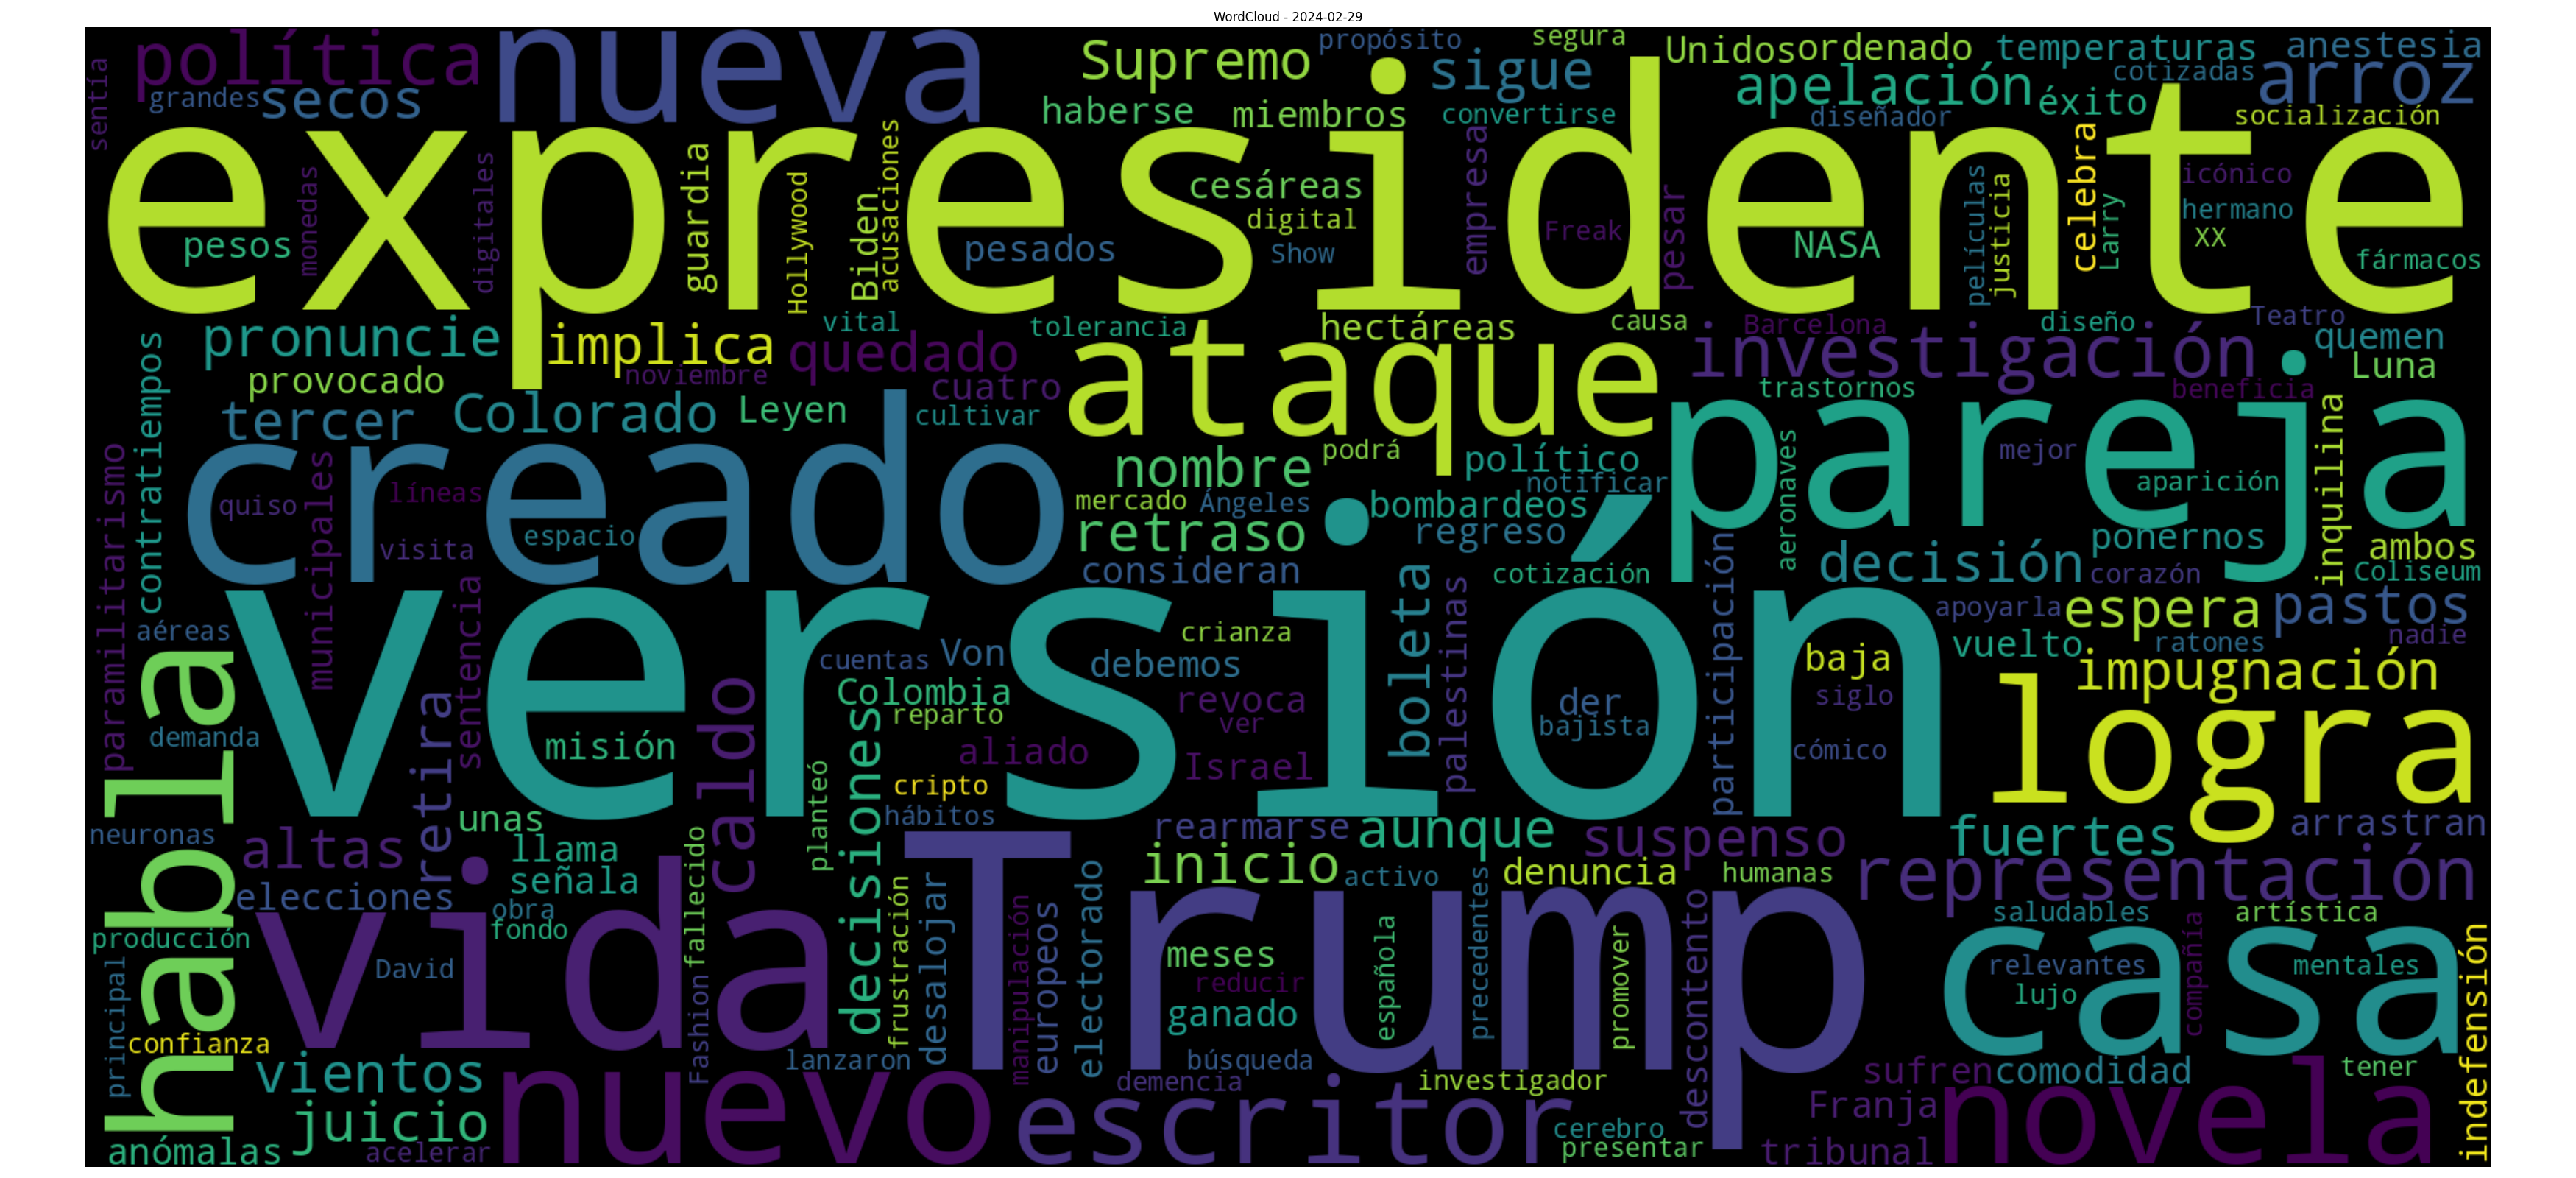 WordCloud - 2024-02-29
política
nueva
Supremo
propósito
segura
sigue
Unidos
ordenado
temperaturas
anestesia
cotizadas
arroz
sentía
grandes
secos
haberse
miembros
convertirse
apelación
éxito
diseñador
socialización
expresidente
pesos
monedas
digitales
guardia
Hollywood
Biden
acusaciones
pesados
cesáreas
digital
Show
empresa
Freak
pesar
NASA
películas
justicia
celebra
Larry
icónico
hermano
XX
fármacos
pronuncie
implica
vital
quedado
tolerancia
hectáreas
causa
Barcelona
investigación
diseño
Teatro
quemen
Luna
contratiempos
provocado
noviembre
cuatro
ataque
trastornos
beneficia
tercer
Colorado
Leyen
cultivar
pareja
inquilina
paramilitarismo
creado
quiso
municipales
líneas
visita
espacio
nombre
podrá
político
notificar
mercado
Ángeles
bombardeos
retraso
regreso
aeronaves
mejor
aparición
ponernos
ambos
Coliseum
consideran
cotización
decisión
corazón
aéreas
sentencia
versión
boleta
palestinas
participación
apoyarla
espera
pastos
nadie
crianza
vuelto
ratones
cuentas
Von
debemos
baja
impugnación
Colombia
revoca
der
siglo
reparto
ver
bajista
logra
habla
demanda
retira
misión
caldo
decisiones
aliado
Israel
cómico
planteó
cripto
hábitos
neuronas
altas
unas
rearmarse
aunque
suspenso
fuertes
arrastran
llama
señala
fallecido
inicio
activo
denuncia
humanas
representación
elecciones
obra
fondo
frustración
desalojar
Trump
vida
producción
principal
David
Fashion
manipulación
europeos
electorado
meses
reducir
ganado
española
precedentes
promover
descontento
saludables
artística
casa
relevantes
mentales
lujo
compañía
indefensión
confianza
vientos
lanzaron
búsqueda
demencia
investigador
sufren
comodidad
tener
juicio
nuevo
escritor
Franja
novela
anómalas
acelerar
cerebro
presentar
tribunal